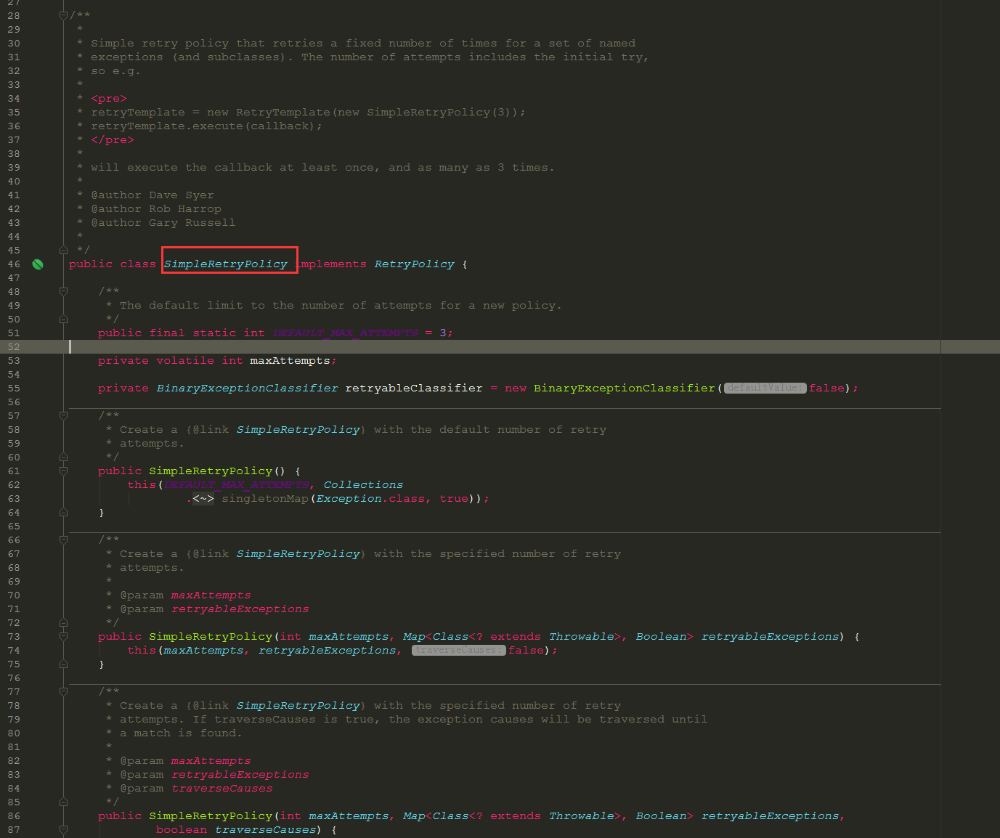 27
28 /**
29 *
30 * Simple retry policy that retries a fixed number of times for a set of named
31 * exceptions (and subclasses). The number of attempts includes the initial try,
32 * so e.g.
33 *
34 * <pre>
35 * retryTemplate = new RetryTemplate(new SimpleRetryPolicy(3));
36 * retryTemplate.execute(callback);
37 * </pre>
38 *
39 * will execute the callback at least once, and as many as 3 times.
40 *
41 * @author Dave Syer
42 * @author Rob Harrop
43 * @author Gary Russell
44 *
45 */
46 public class SimpleRetryPolicy implements RetryPolicy {
47
48 /**
49 * The default limit to the number of attempts for a new policy.
50 */
51 public final static int DEFAULT_MAX_ATTEMPTS = 3;
52
53 private volatile int maxAttempts;
54
55 private BinaryExceptionClassifier retryableClassifier = new BinaryExceptionClassifier( defaultValue: false);
56
57 /**
58 * Create a {@link SimpleRetryPolicy} with the default number of retry
59 * attempts.
60 */
61 public SimpleRetryPolicy() {
62 this(DEFAULT_MAX_ATTEMPTS, Collections
63 .<~> singletonMap(Exception.class, true));
64 }
65
66 /**
67 * Create a {@link SimpleRetryPolicy} with the specified number of retry
68 * attempts.
69 *
70 * @param maxAttempts
71 * @param retryableExceptions
72 */
73 public SimpleRetryPolicy(int maxAttempts, Map<Class<? extends Throwable>, Boolean> retryableExceptions) {
74 this(maxAttempts, retryableExceptions, traverseCauses: false);
75 }
76
77 /**
78 * Create a {@link SimpleRetryPolicy} with the specified number of retry
79 * attempts. If traverseCauses is true, the exception causes will be traversed until
80 * a match is found.
81 *
82 * @param maxAttempts
83 * @param retryableExceptions
84 * @param traverseCauses
85 */
86 public SimpleRetryPolicy(int maxAttempts, Map<Class<? extends Throwable>, Boolean> retryableExceptions,
87 boolean traverseCauses) {